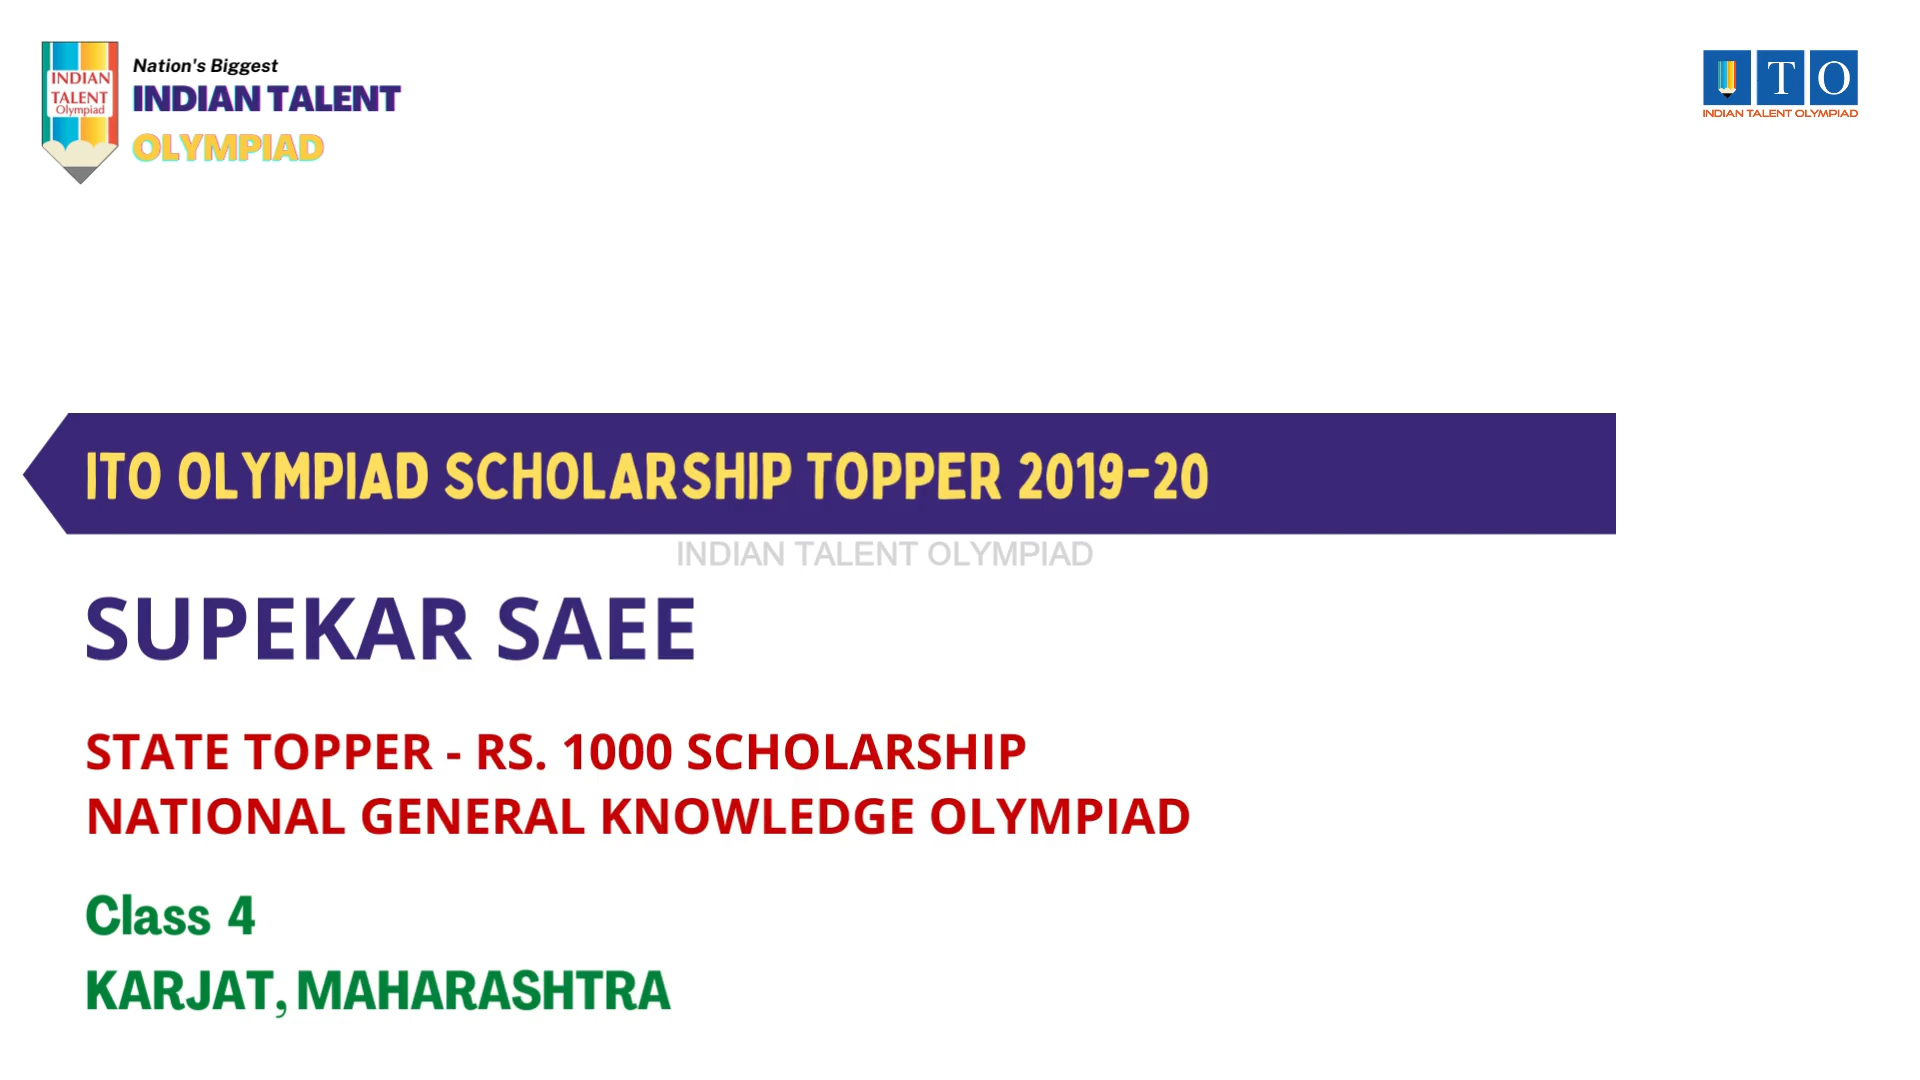 INDIAN
TALENT
Olympiad
Nation's Biggest
INDIAN TALENT
OLYMPIAD
TO
INDIAN TALENT OLYMPIAD
ITO OLYMPIAD SCHOLARSHIP TOPPER 2019-20
INDIAN TALENT OLYMPIAD
SUPEKAR SAEE
STATE TOPPER - RS. 1000 SCHOLARSHIP
NATIONAL GENERAL KNOWLEDGE OLYMPIAD
Class 4
KARJAT, MAHARASHTRA